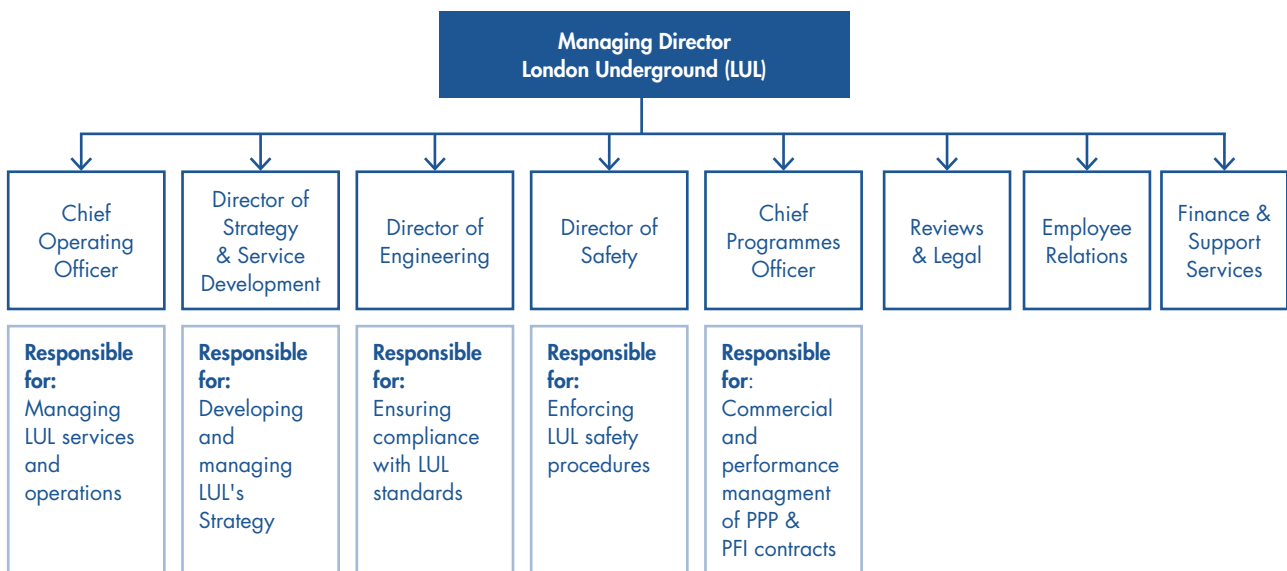 Managing Director
London Underground (LUL)
Chief
Operating
Officer
Director of
Strategy
& Service
Development
Director of
Engineering
Director of
Safety
Chief
Programmes
Officer
Reviews
& Legal
Employee
Relations
Finance &
Support
Services
Responsible
for:
Managing
LUL services
and
operations
Responsible
for:
Developing
and
managing
LUL's
Strategy
Responsible
for:
Ensuring
compliance
with LUL
standards
Responsible
for:
Enforcing
LUL safety
procedures
Responsible
for:
Commercial
and
performance
managment
of PPP &
PFI contracts